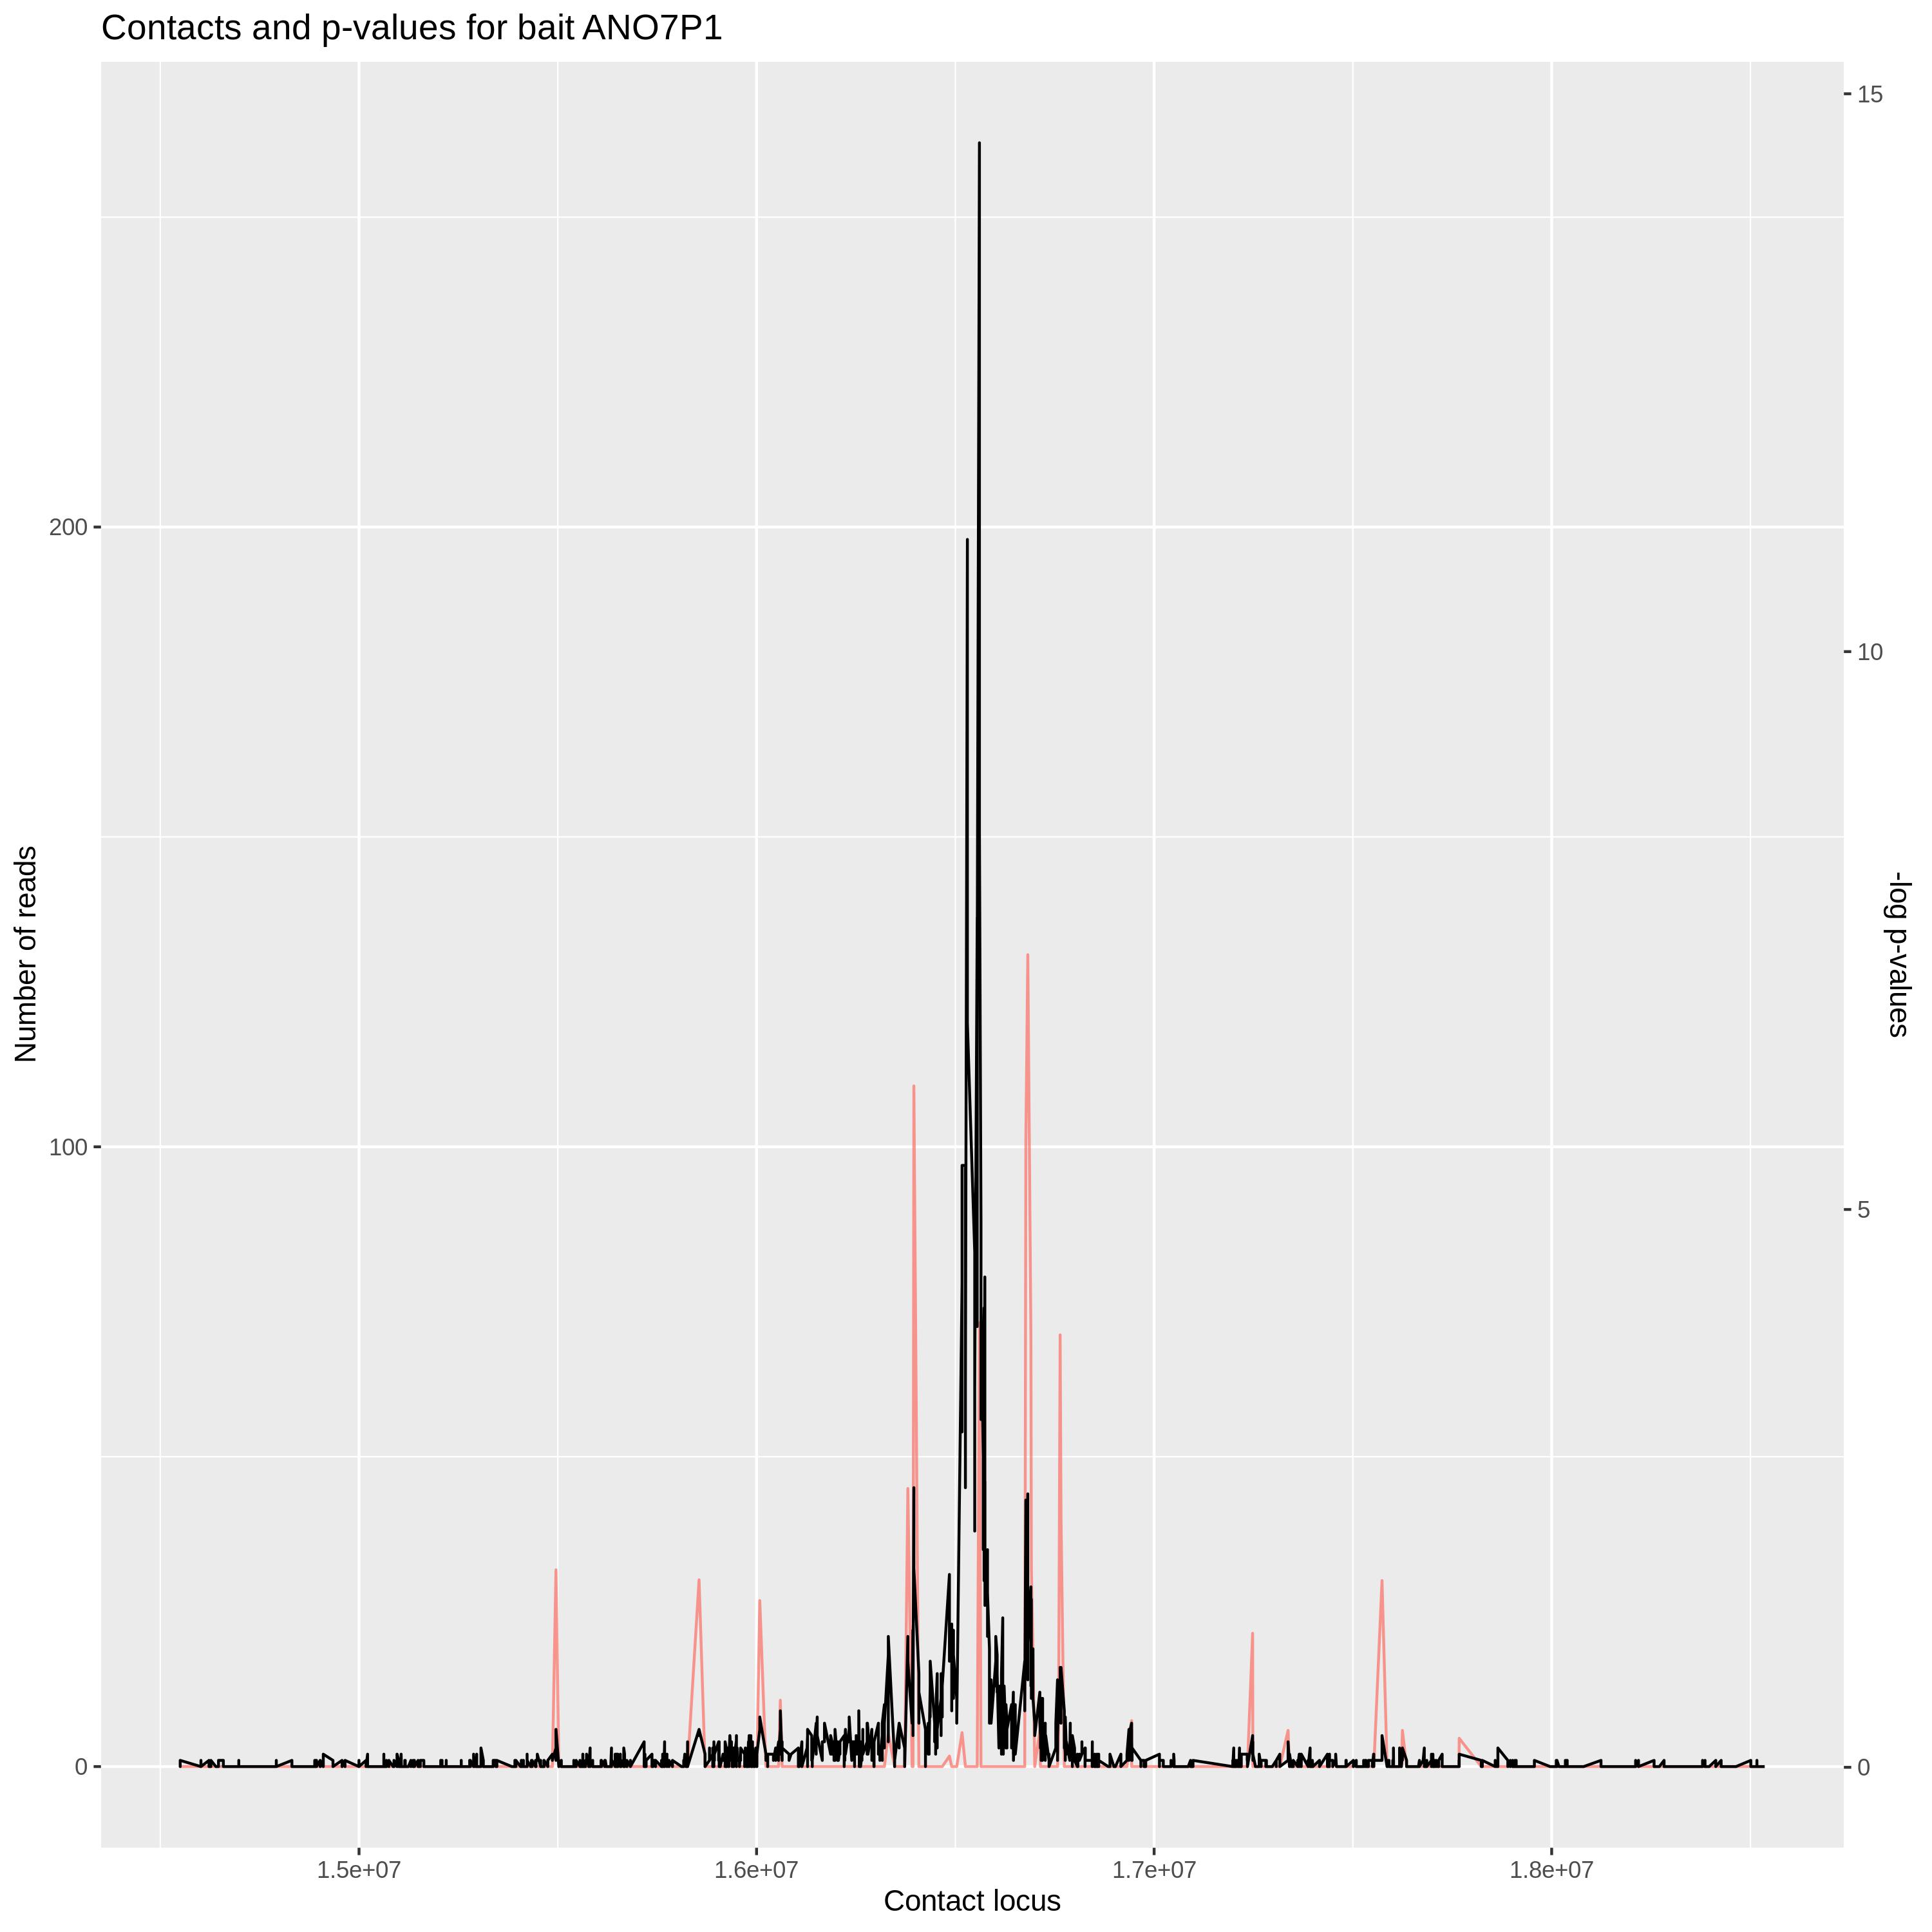 Contacts and p-values for bait ANO7P1
15
200
10
Number of reads
-log p-values
100
5
0
0
1.5e+07
1.6e+07
1.7e+07
1.8e+07
Contact locus